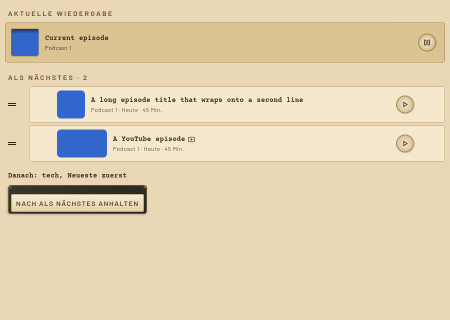 AKTUELLE WIEDERGABE
Current episode
Podcast 1
ALS NÄCHSTES · 2
A long episode title that wraps onto a second line
Podcast 1 · Heute · 45 Min.
A YouTube episode
Podcast 1 · Heute · 45 Min.
Danach: tech, Neueste zuerst
NACH ALS NÄCHSTES ANHALTEN